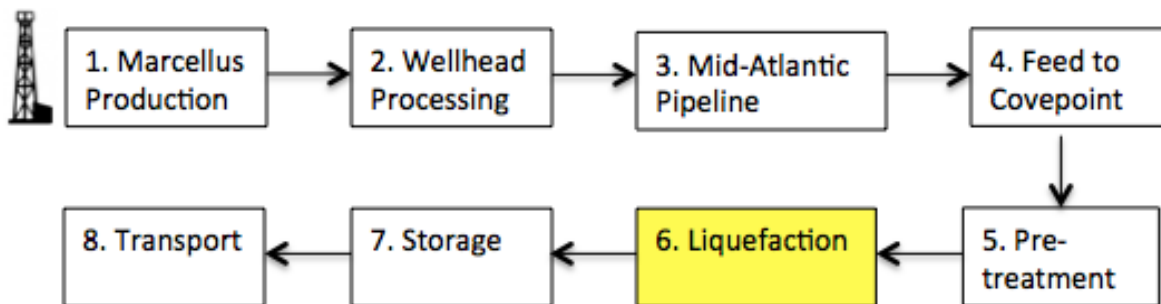 1. Marcellus
Production
2. Wellhead
Processing
3. Mid-Atlantic
Pipeline
4. Feed to
Covepoint
5. Pre-
treatment
6. Liquefaction
7. Storage
8. Transport